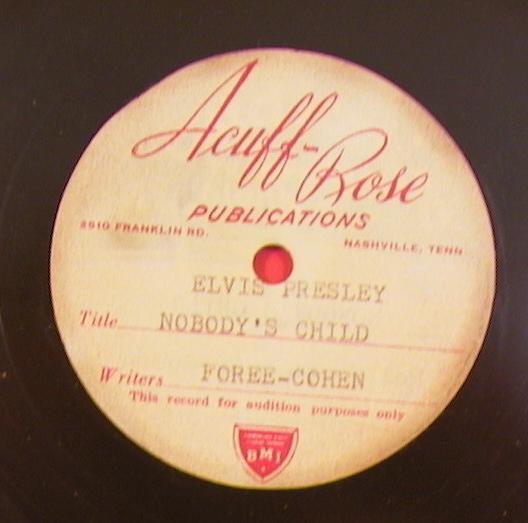 Acuff-Rose
PUBLICATIONS
2510 FRANKLIN RD.
NASHVILLE, TENN.
ELVIS PRESLEY
Title NOBODY'S CHILD
Writers FOREE-COHEN
This record for audition purposes only
BMI